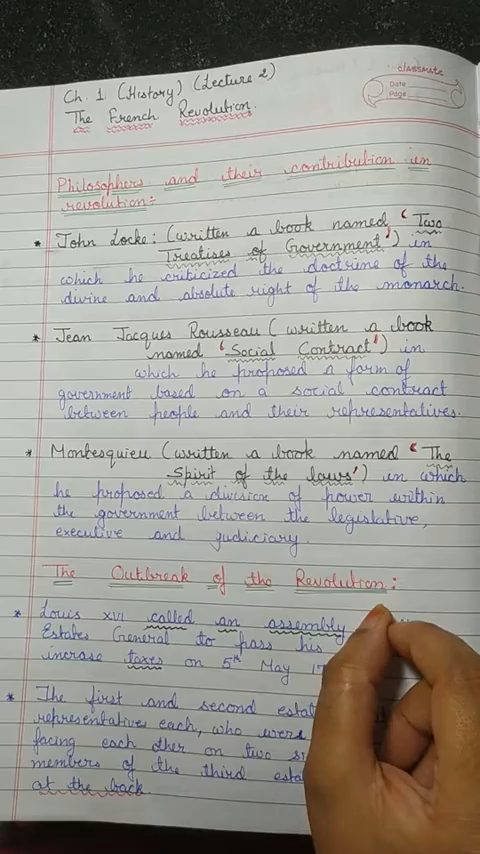 classmate
Date
Page
Ch. 1 (History) (Lecture 2)
The French Revolution.
Philosophers and their contribution in
revolution:-
* John Locke: (written a book named "Two
Treatises of Government') in
which he criticized the doctrine of the
divine and absolute right of the monarch.
* Jean Jacques Rousseau (written a book
named 'Social Contract') in
which he proposed a form of
government based on a social contract
between people and their representatives.
* Montesquieu (written a book named "The
Spirit of the laws') in which
he proposed a division of power within
the government between the legislative,
executive and judiciary.
The Outbreak of the Revolution:
* Louis XVI called an assembly
Estates General to pass his
increase taxes on 5th May 17
* The first and second
representatives each, who were
facing each other on two
members of the third
at the back.